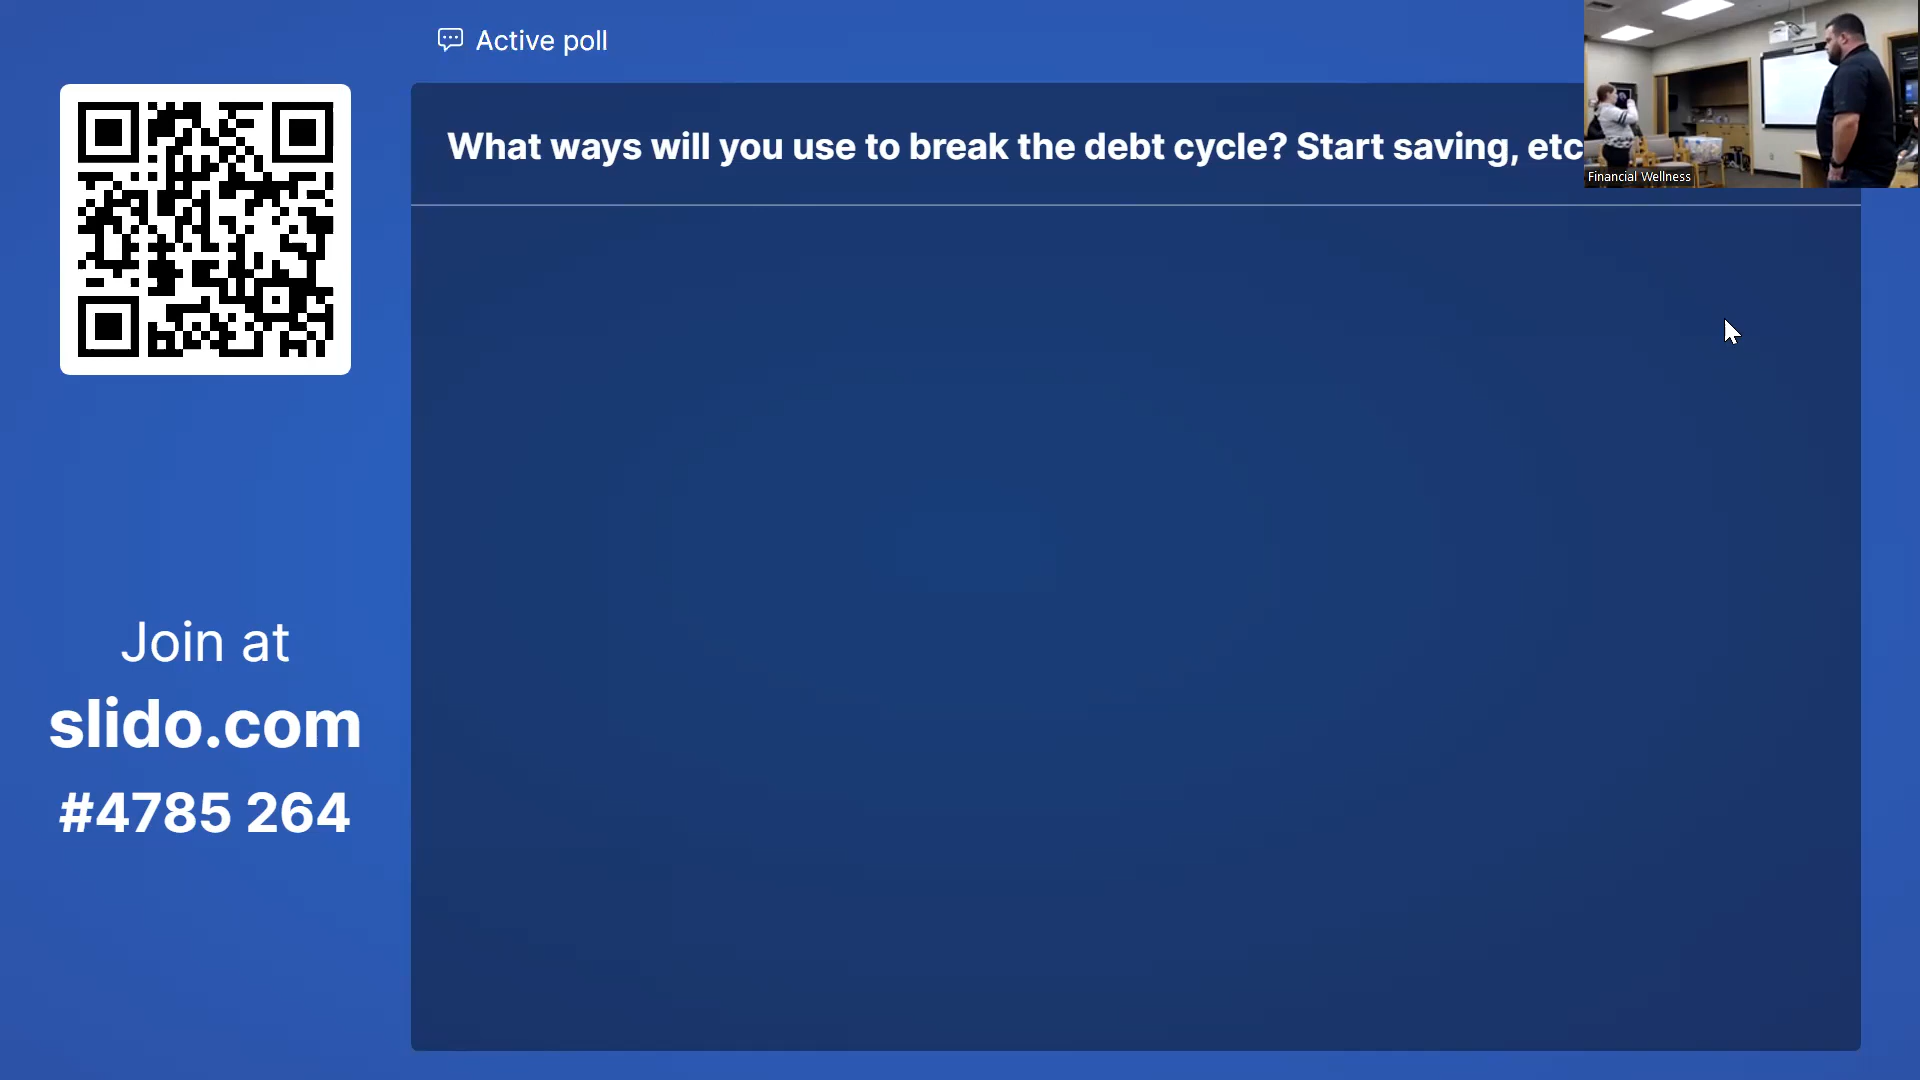 Active poll
What ways will you use to break the debt cycle? Start saving, etc
Financial Wellness
Join at
slido.com
#4785 264